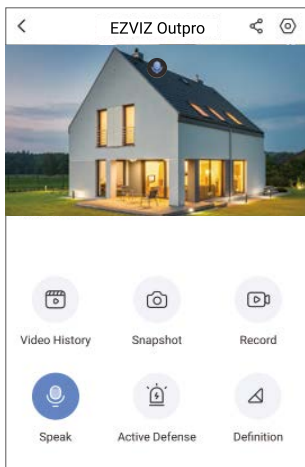 EZVIZ Outpro
Video History
Snapshot
Record
Speak
Active Defense
Definition